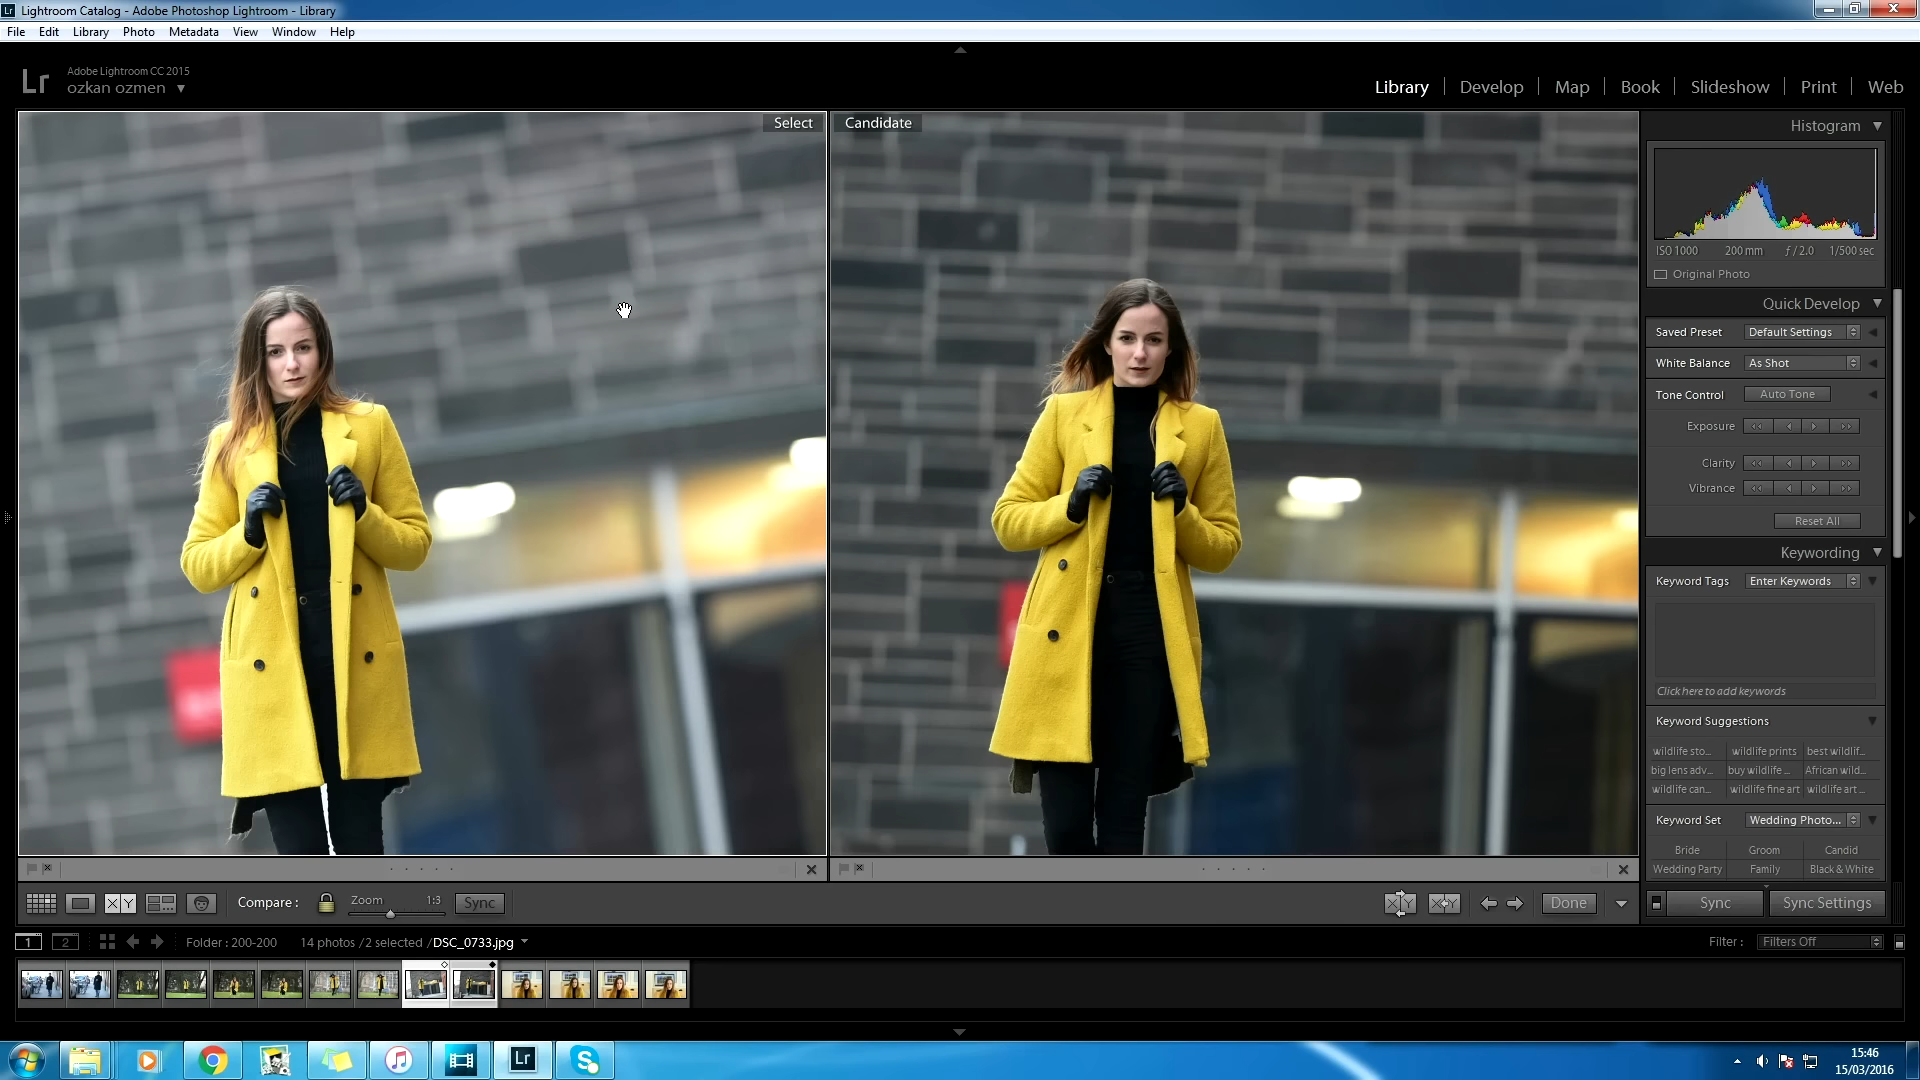 Lightroom Catalog - Adobe Photoshop Lightroom - Library
File Edit Library Photo Metadata View Window Help
Lr
Adobe Lightroom CC 2015
ozkan ozmen
Library Develop Map Book Slideshow Print Web
Select
Candidate
Histogram
ISO 1000 200 mm ƒ / 2.0 1/500 sec
Original Photo
Quick Develop
Saved Preset Default Settings
White Balance As Shot
Tone Control Auto Tone
Exposure
Clarity
Vibrance
Reset All
Keywording
Keyword Tags Enter Keywords
Click here to add keywords
Keyword Suggestions
wildlife sto... wildlife prints best wildlif...
big lens adv... buy wildlife ... African wild...
wildlife can... wildlife fine art wildlife art ...
Keyword Set Wedding Photo...
Bride Groom Candid
Wedding Party Family Black & White
X Y Compare : Zoom 1:3 Sync
Done
Sync Sync Settings
1 2 Folder : 200-200 14 photos /2 selected /DSC_0733.jpg
Filter : Filters Off
Lr
15:46
15/03/2016